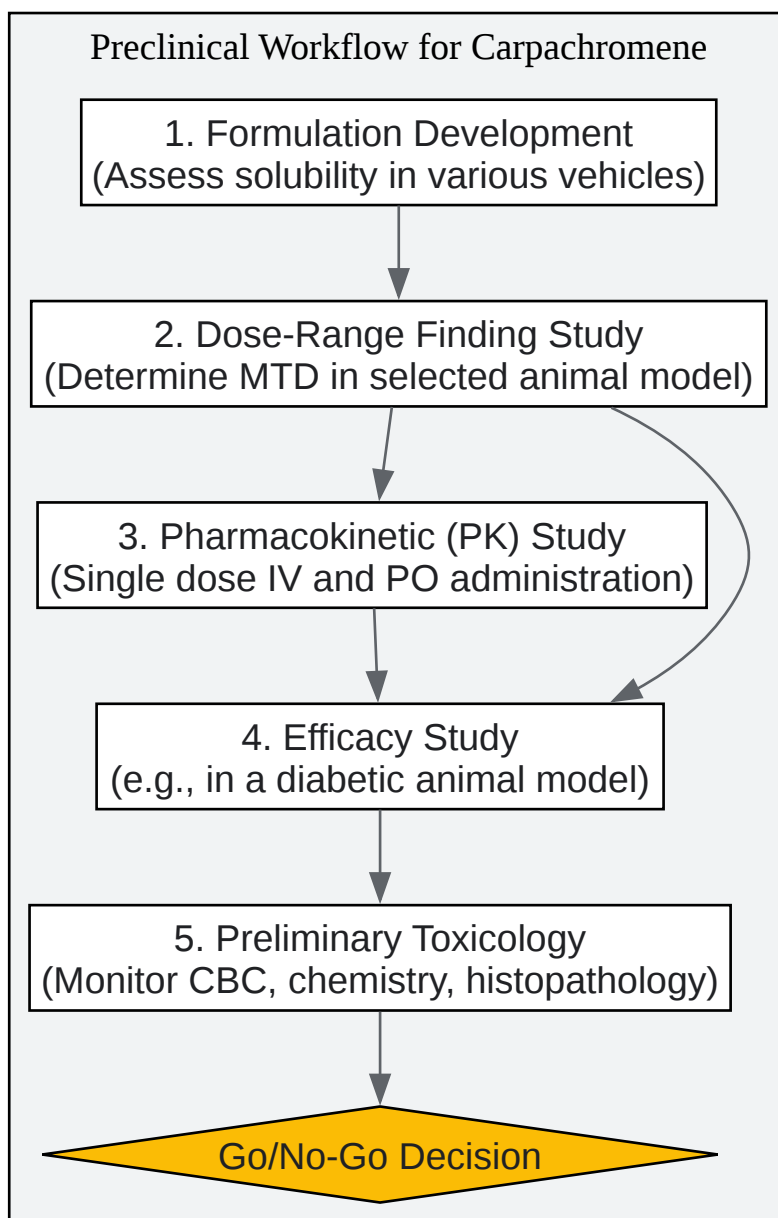 Preclinical Workflow for Carpachromene
1. Formulation Development
(Assess solubility in various vehicles)
2. Dose-Range Finding Study
(Determine MTD in selected animal model)
3. Pharmacokinetic (PK) Study
(Single dose IV and PO administration)
4. Efficacy Study
(e.g., in a diabetic animal model)
5. Preliminary Toxicology
(Monitor CBC, chemistry, histopathology)
Go/No-Go Decision